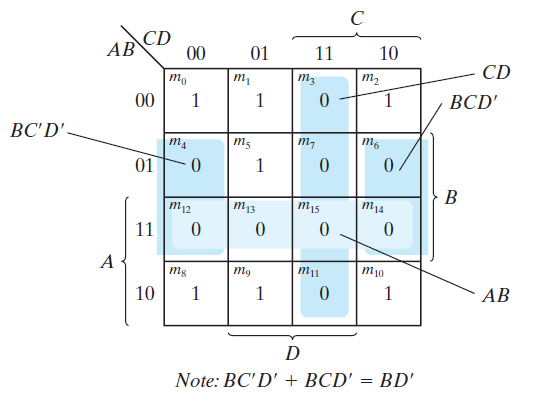 C
AB CD
00 01 11 10
m0 m1 m3 m2 CD
00 1 1 0 1 BCD′
BC′D′
m4 m5 m7 m6
01 0 1 0 0
B
m12 m13 m15 m14
11 0 0 0 0
A
m8 m9 m11 m10
10 1 1 0 1 AB
D
Note: BC′D′ + BCD′ = BD′